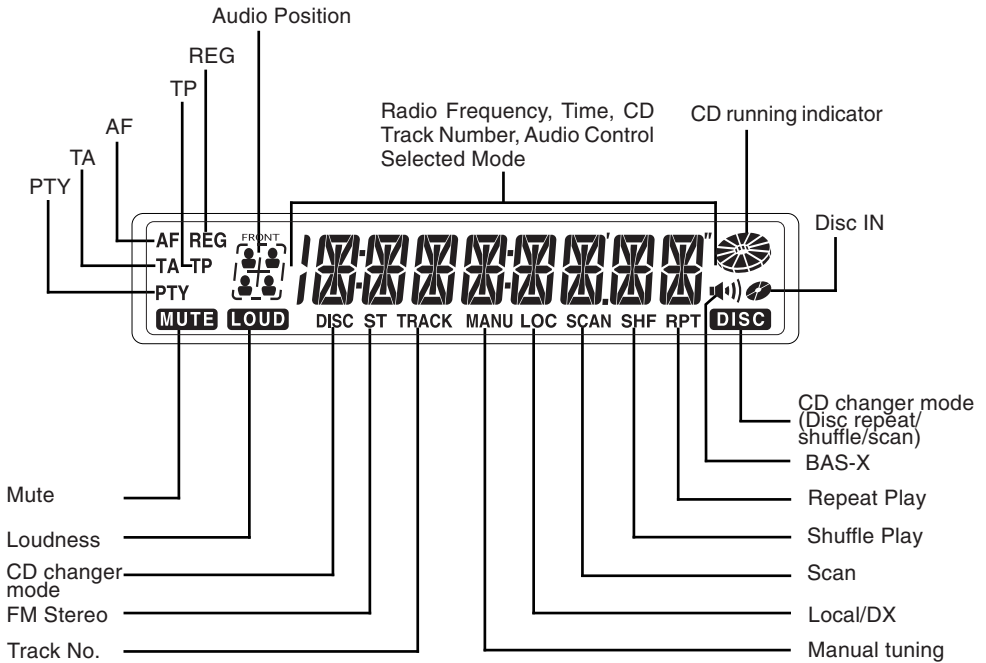 Audio Position
REG
TP
AF
TA
PTY
Radio Frequency, Time, CD
Track Number, Audio Control
Selected Mode
CD running indicator
Disc IN
AF REG
FRONT
TA TP
PTY
MUTE LOUD DISC ST TRACK MANU LOC SCAN SHF RPT DISC
CD changer mode
(Disc repeat/
shuffle/scan)
BAS-X
Mute
Repeat Play
Loudness
Shuffle Play
CD changer
mode
Scan
FM Stereo
Local/DX
Track No.
Manual tuning